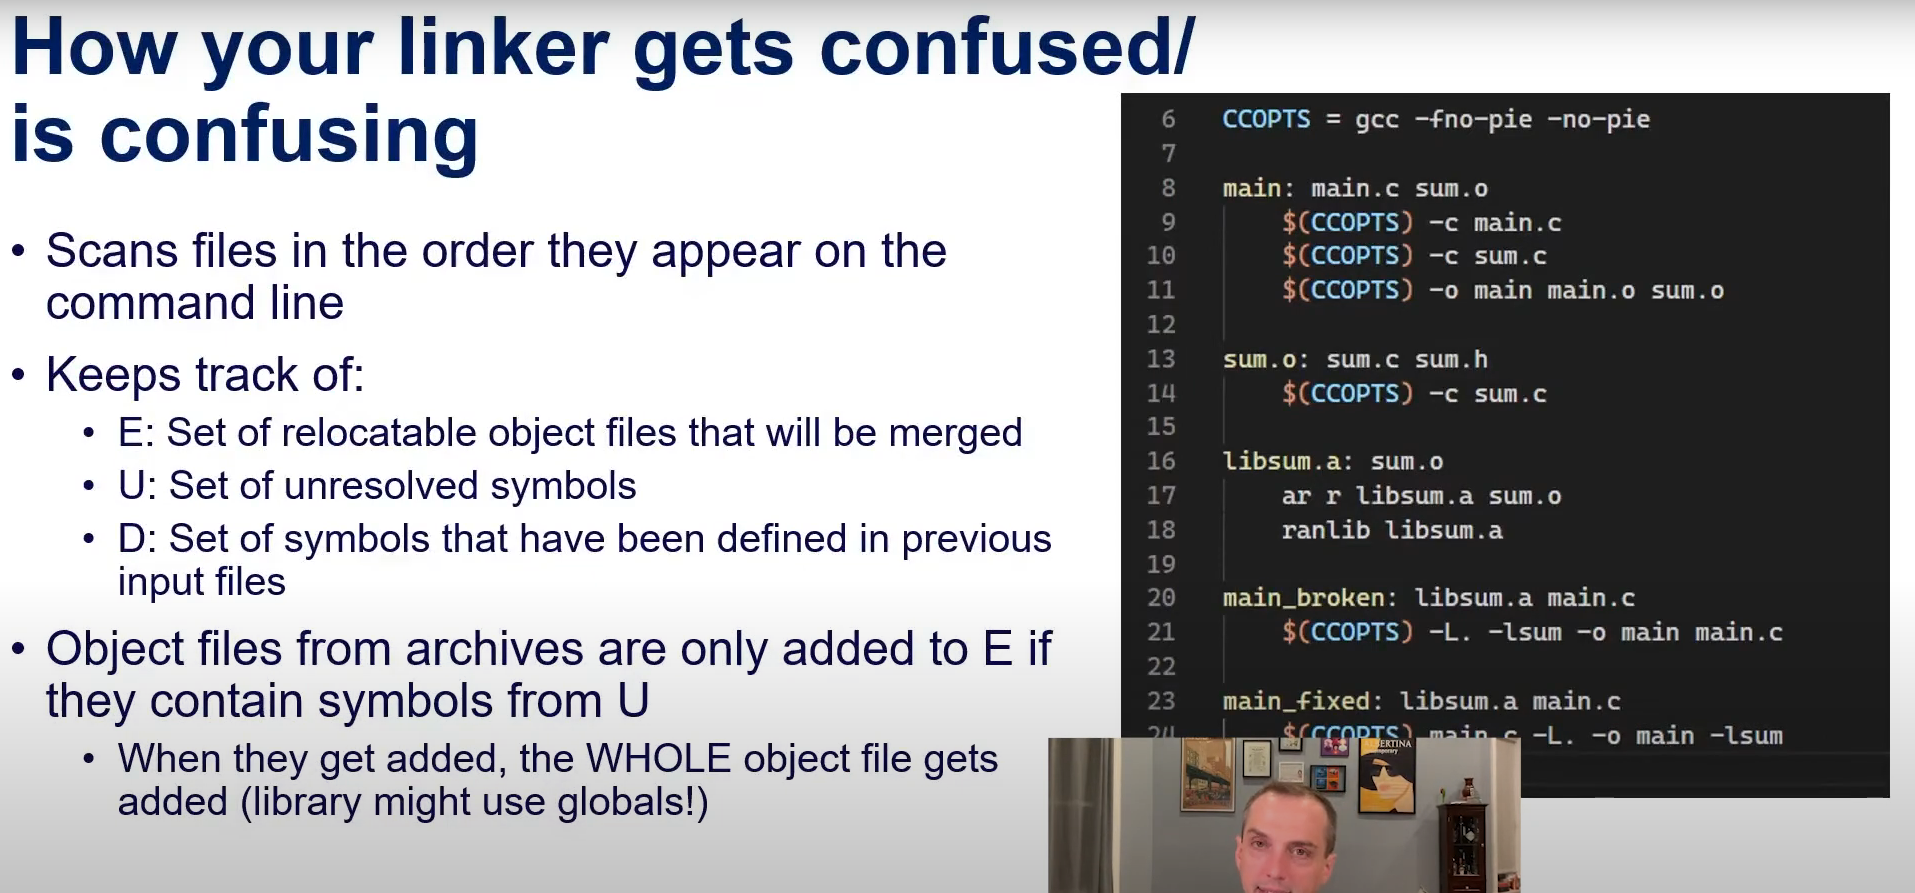 How your linker gets confused/
is confusing
• Scans files in the order they appear on the
command line
• Keeps track of:
• E: Set of relocatable object files that will be merged
• U: Set of unresolved symbols
• D: Set of symbols that have been defined in previous
input files
• Object files from archives are only added to E if
they contain symbols from U
• When they get added, the WHOLE object file gets
added (library might use globals!)
6 CCOPTS = gcc -fno-pie -no-pie
7
8 main: main.c sum.o
9 $(CCOPTS) -c main.c
10 $(CCOPTS) -c sum.c
11 $(CCOPTS) -o main main.o sum.o
12
13 sum.o: sum.c sum.h
14 $(CCOPTS) -c sum.c
15
16 libsum.a: sum.o
17 ar r libsum.a sum.o
18 ranlib libsum.a
19
20 main_broken: libsum.a main.c
21 $(CCOPTS) -L. -lsum -o main main.c
22
23 main_fixed: libsum.a main.c
24 $(CCOPTS) main.c -L. -o main -lsum